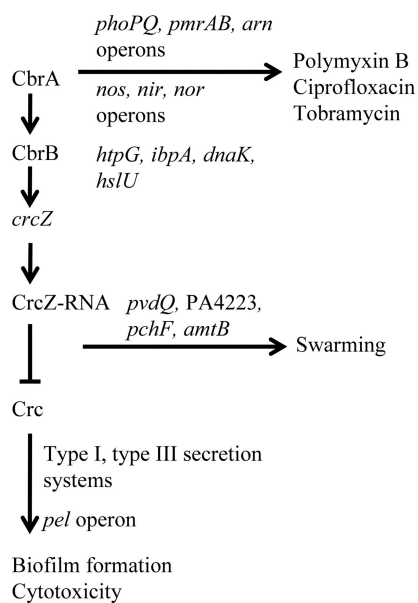 phoPQ, pmrAB, arn
operons
CbrA
Polymyxin B
Ciprofloxacin
Tobramycin
nos, nir, nor
operons
CbrB
htpG, ibpA, dnaK,
hslU
crcZ
CrcZ-RNA
pvdQ, PA4223,
pchF, amtB
Swarming
Crc
Type I, type III secretion
systems
pel operon
Biofilm formation
Cytotoxicity